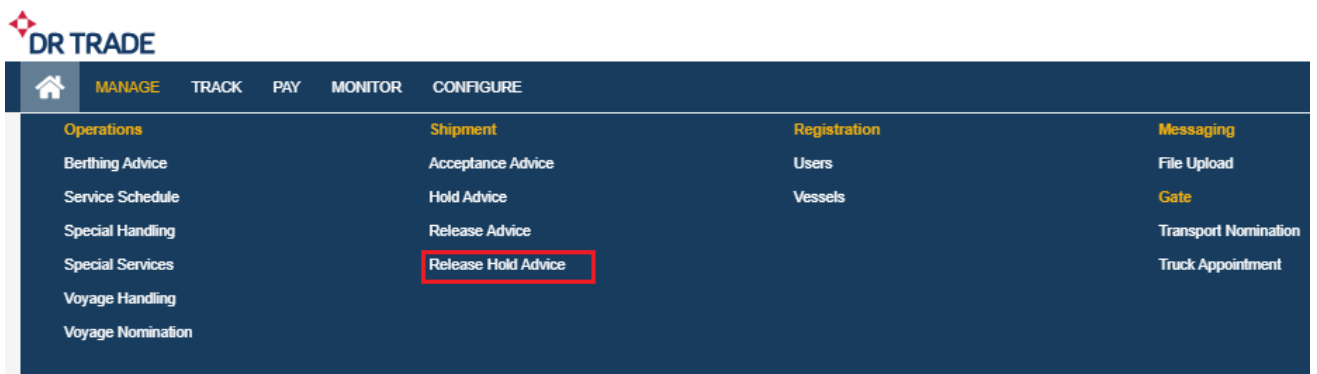 DR TRADE
MANAGE TRACK PAY MONITOR CONFIGURE
Operations
Berthing Advice
Service Schedule
Special Handling
Special Services
Voyage Handling
Voyage Nomination
Shipment
Acceptance Advice
Hold Advice
Release Advice
Release Hold Advice
Registration
Users
Vessels
Messaging
File Upload
Gate
Transport Nomination
Truck Appointment